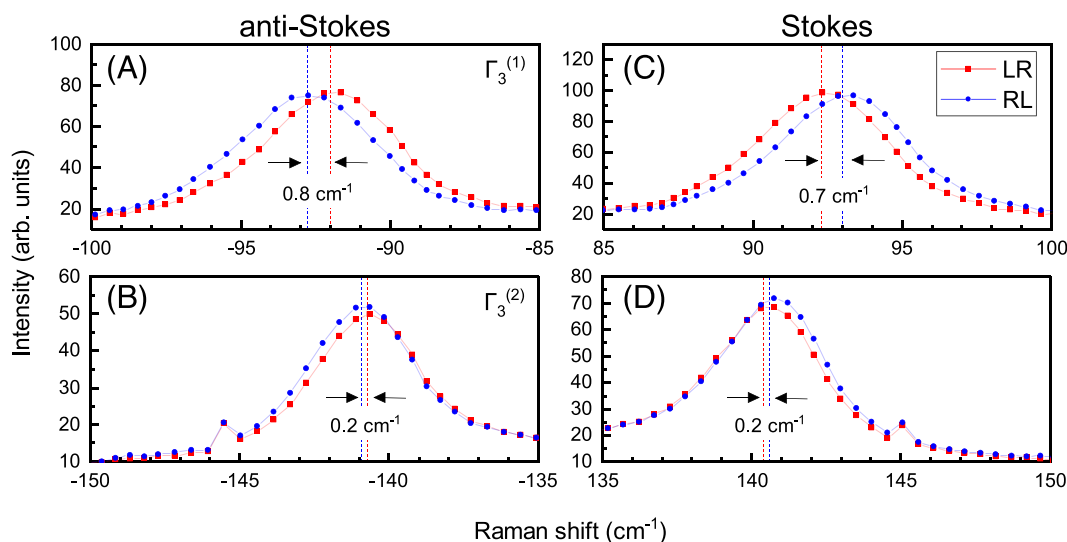 anti-Stokes
Stokes
(A)
Γ₃⁽¹⁾
0.8 cm⁻¹
100
80
60
40
20
-100
-95
-90
-85
(C)
LR
RL
0.7 cm⁻¹
120
100
80
60
40
20
85
90
95
100
(B)
Γ₃⁽²⁾
0.2 cm⁻¹
60
50
40
30
20
10
-150
-145
-140
-135
(D)
0.2 cm⁻¹
80
70
60
50
40
30
20
10
135
140
145
150
Intensity (arb. units)
Raman shift (cm⁻¹)